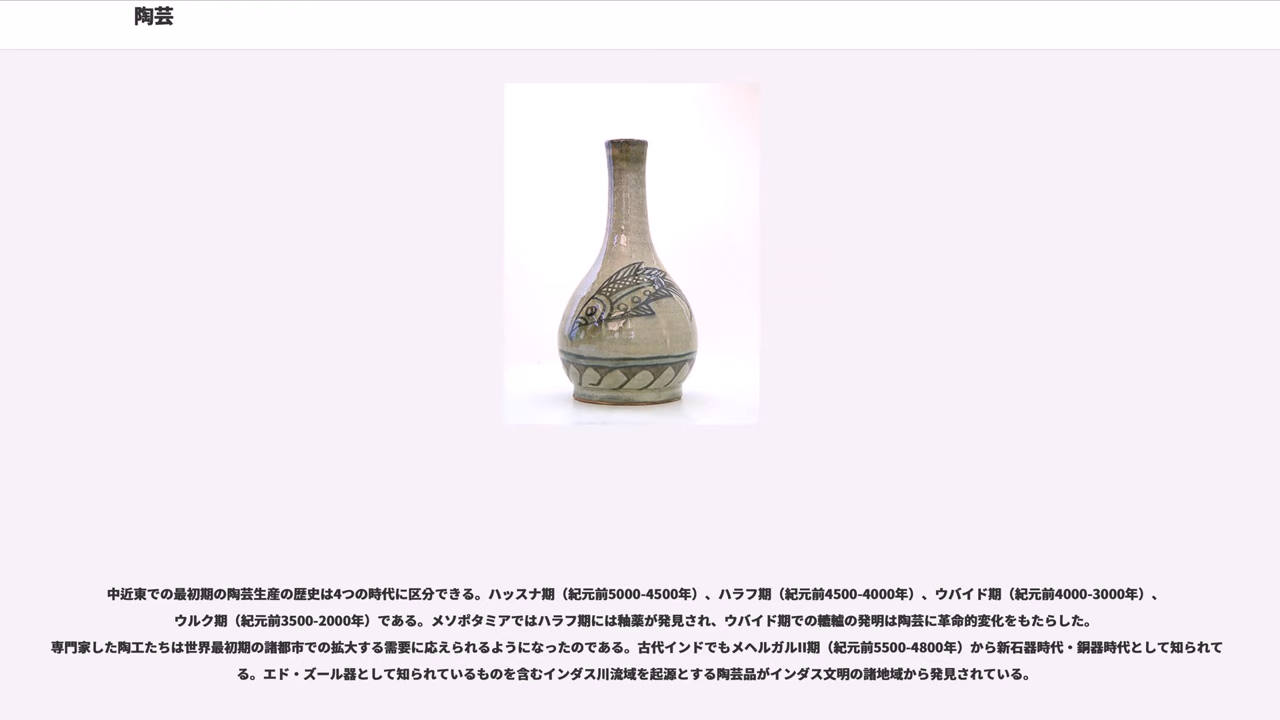 陶芸
中近東での最初期の陶芸生産の歴史は4つの時代に区分できる。ハッスナ期（紀元前5000-4500年）、ハラフ期（紀元前4500-4000年）、ウバイド期（紀元前4000-3000年）、
ウルク期（紀元前3500-2000年）である。メソポタミアではハラフ期には釉薬が発見され、ウバイド期での轆轤の発明は陶芸に革命的変化をもたらした。
専門家した陶工たちは世界最初期の諸都市での拡大する需要に応えられるようになったのである。古代インドでもメヘルガルII期（紀元前5500-4800年）から新石器時代・銅器時代として知られて
る。エド・ズール器として知られているものを含むインダス川流域を起源とする陶芸品がインダス文明の諸地域から発見されている。